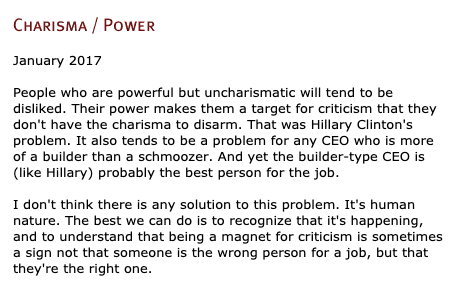 Charisma / Power
January 2017
People who are powerful but uncharismatic will tend to be
disliked. Their power makes them a target for criticism that they
don't have the charisma to disarm. That was Hillary Clinton's
problem. It also tends to be a problem for any CEO who is more
of a builder than a schmoozer. And yet the builder-type CEO is
(like Hillary) probably the best person for the job.
I don't think there is any solution to this problem. It's human
nature. The best we can do is to recognize that it's happening,
and to understand that being a magnet for criticism is sometimes
a sign not that someone is the wrong person for a job, but that
they're the right one.